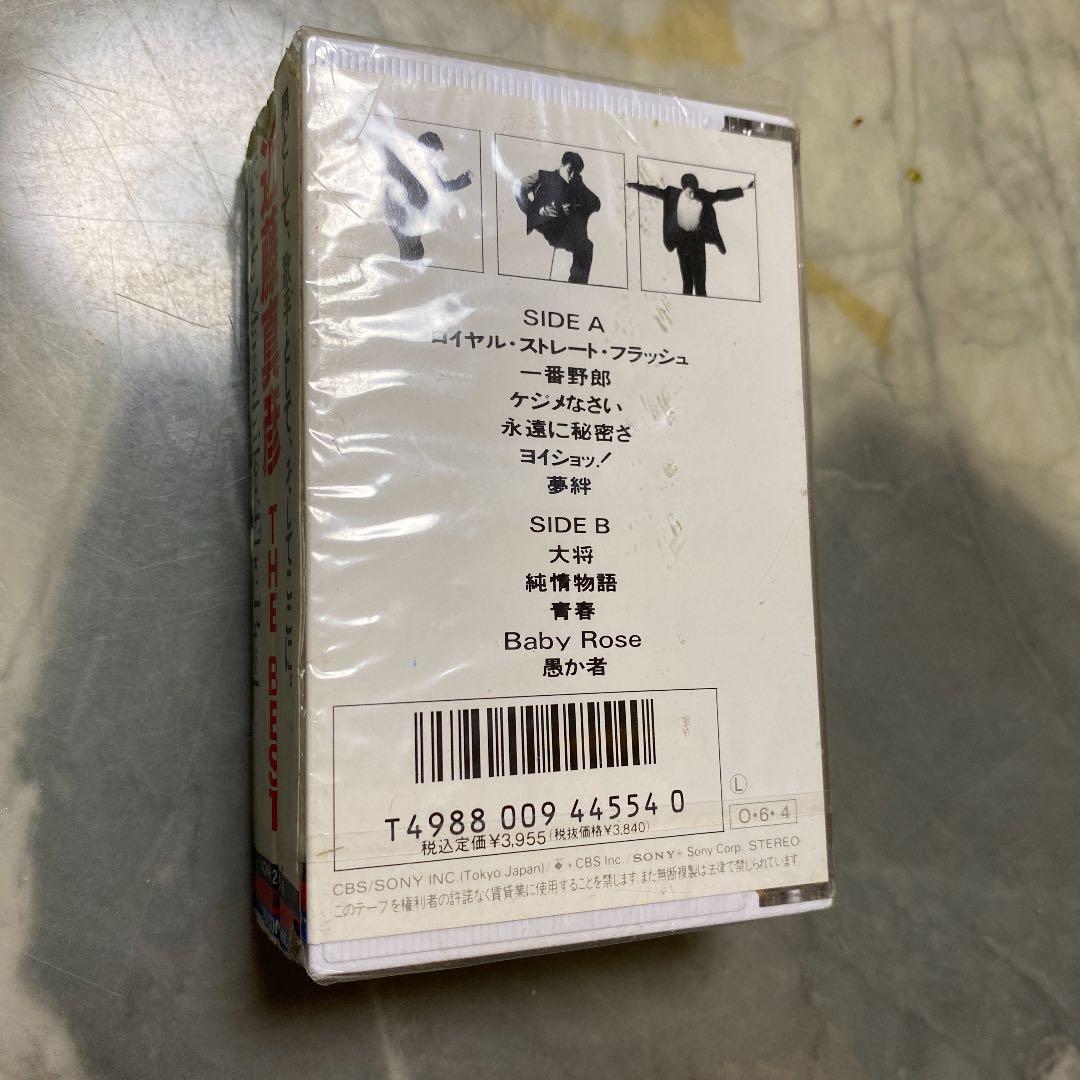 SIDE A
ロイヤル・ストレート・フラッシュ
一番野郎
ケジメなさい
永遠に秘密さ
ヨイショッ!
夢絆
SIDE B
大将
純情物語
青春
Baby Rose
愚か者
T4988 009 44554 0
税込定価¥3,955(税抜価格¥3,840)
Ⓛ
O・6・4
CBS/SONY INC.(Tokyo Japan)/ • CBS Inc./SONY® Sony Corp. STEREO
このテープを権利者の許諾なく賃貸業に使用することを禁じます。また無断複製は法律で禁じられています。
近藤真彦 THE BEST